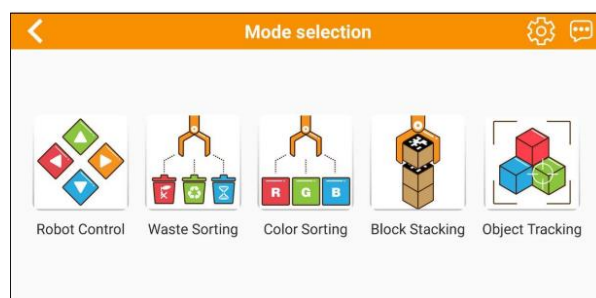 Mode selection
R G B
Robot Control Waste Sorting Color Sorting Block Stacking Object Tracking